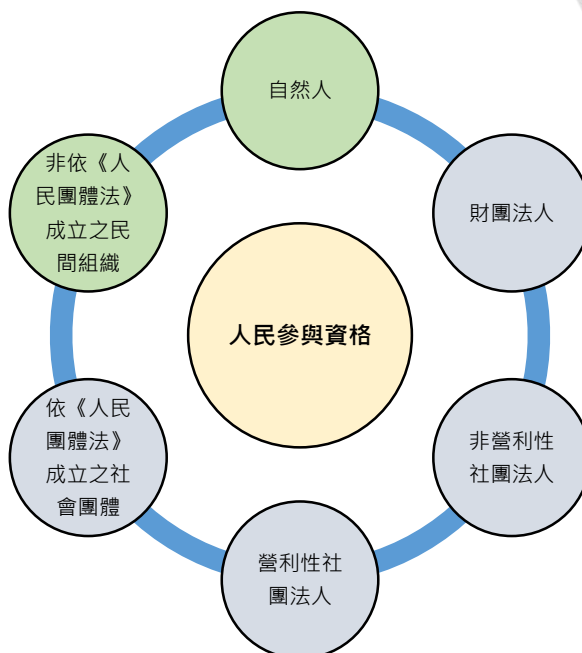 自然人
非依《人
民團體法》
成立之民
間組織
財團法人
人民參與資格
依《人民
團體法》
成立之社
會團體
非營利性
社團法人
營利性社
團法人